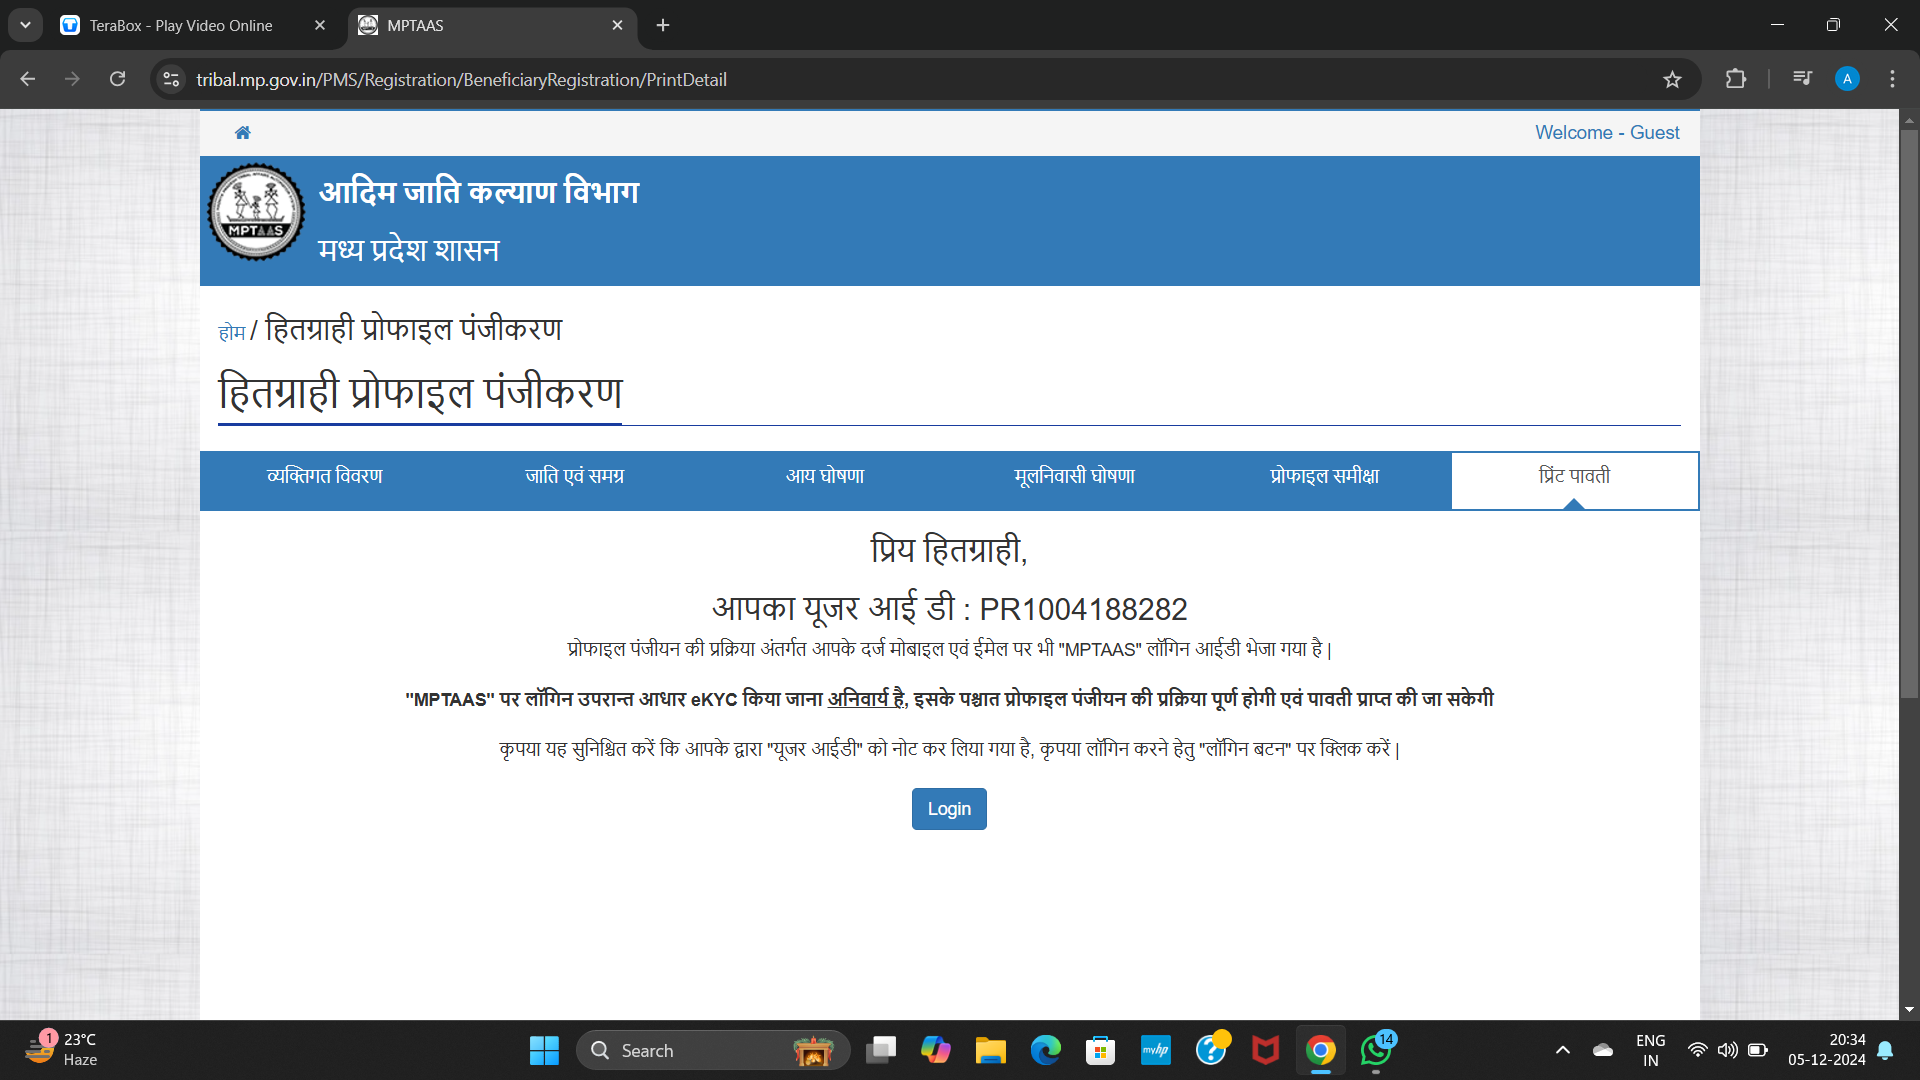 TeraBox - Play Video Online
MPTAAS
tribal.mp.gov.in/PMS/Registration/BeneficiaryRegistration/PrintDetail
A
Welcome - Guest
MPTAAS
आदिम जाति कल्याण विभाग
मध्य प्रदेश शासन
होम / हितग्राही प्रोफाइल पंजीकरण
हितग्राही प्रोफाइल पंजीकरण
व्यक्तिगत विवरण जाति एवं समग्र आय घोषणा मूलनिवासी घोषणा प्रोफाइल समीक्षा प्रिंट पावती
प्रिय हितग्राही,
आपका यूजर आई डी : PR1004188282
प्रोफाइल पंजीयन की प्रक्रिया अंतर्गत आपके दर्ज मोबाइल एवं ईमेल पर भी "MPTAAS" लॉगिन आईडी भेजा गया है |
"MPTAAS" पर लॉगिन उपरान्त आधार eKYC किया जाना अनिवार्य है, इसके पश्चात प्रोफाइल पंजीयन की प्रक्रिया पूर्ण होगी एवं पावती प्राप्त की जा सकेगी
कृपया यह सुनिश्चित करें कि आपके द्वारा "यूजर आईडी" को नोट कर लिया गया है, कृपया लॉगिन करने हेतु "लॉगिन बटन" पर क्लिक करें |
Login
1
23°C
Haze
Search
myhp
14
ENG
IN
20:34
05-12-2024